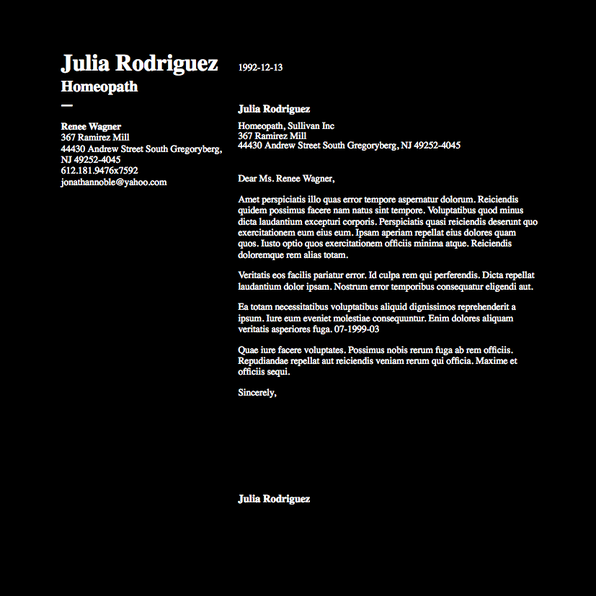 Julia Rodriguez
Homeopath
Renee Wagner
367 Ramirez Mill
44430 Andrew Street South Gregoryberg,
NJ 49252-4045
612.181.9476x7592
jonathannoble@yahoo.com
1992-12-13
Julia Rodriguez
Homeopath, Sullivan Inc
367 Ramirez Mill
44430 Andrew Street South Gregoryberg, NJ 49252-4045
Dear Ms. Renee Wagner,
Amet perspiciatis illo quas error tempore aspernatur dolorum. Reiciendis
quidem possimus facere nam natus sint tempore. Voluptatibus quod minus
dicta laudantium excepturi corporis. Perspiciatis quasi reiciendis deserunt quo
exercitationem eum eius eum. Ipsam aperiam repellat eius dolores quam
quos. Iusto optio quos exercitationem officiis minima atque. Reiciendis
doloremque rem alias totam.
Veritatis eos facilis pariatur error. Id culpa rem qui perferendis. Dicta repellat
laudantium dolor ipsam. Nostrum error temporibus consequatur eligendi aut.
Ea totam necessitatibus voluptatibus aliquid dignissimos reprehenderit a
ipsum. Iure eum eveniet molestiae consequuntur. Enim dolores aliquam
veritatis asperiores fuga. 07-1999-03
Quae iure facere voluptates. Possimus nobis rerum fuga ab rem officiis.
Repudiandae repellat aut reiciendis veniam rerum qui officia. Maxime et
officiis sequi.
Sincerely,
Julia Rodriguez